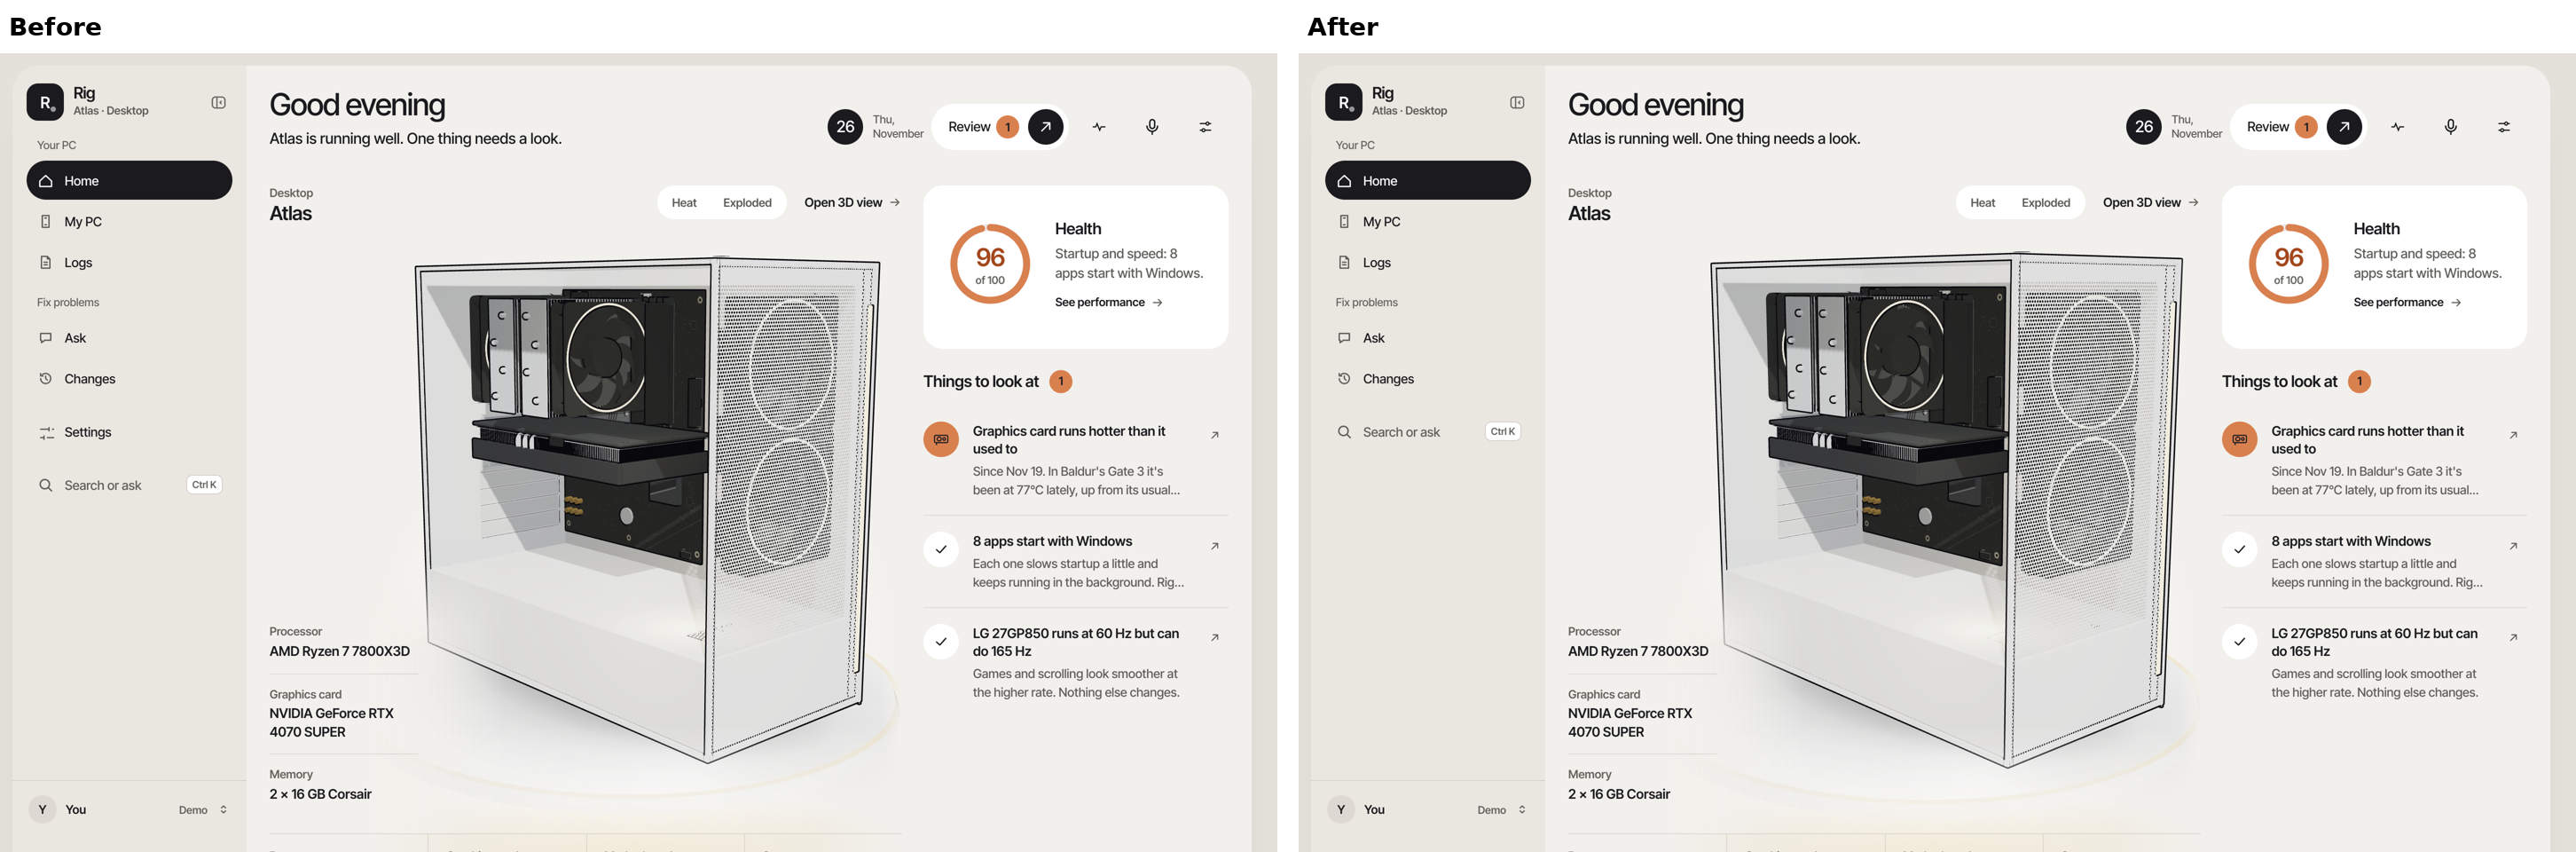 Before
R.
Rig
Atlas · Desktop
Your PC
Home
My PC
Logs
Fix problems
Ask
Changes
Settings
Search or ask
Ctrl K
Y
You
Demo
Good evening
Atlas is running well. One thing needs a look.
26
Thu,
November
Review
1
Desktop
Atlas
Heat
Exploded
Open 3D view
Processor
AMD Ryzen 7 7800X3D
Graphics card
NVIDIA GeForce RTX
4070 SUPER
Memory
2 × 16 GB Corsair
96
of 100
Health
Startup and speed: 8
apps start with Windows.
See performance
Things to look at
1
Graphics card runs hotter than it
used to
Since Nov 19. In Baldur's Gate 3 it's
been at 77°C lately, up from its usual...
8 apps start with Windows
Each one slows startup a little and
keeps running in the background. Rig...
LG 27GP850 runs at 60 Hz but can
do 165 Hz
Games and scrolling look smoother at
the higher rate. Nothing else changes.
After
R.
Rig
Atlas · Desktop
Your PC
Home
My PC
Logs
Fix problems
Ask
Changes
Search or ask
Ctrl K
Y
You
Demo
Good evening
Atlas is running well. One thing needs a look.
26
Thu,
November
Review
1
Desktop
Atlas
Heat
Exploded
Open 3D view
Processor
AMD Ryzen 7 7800X3D
Graphics card
NVIDIA GeForce RTX
4070 SUPER
Memory
2 × 16 GB Corsair
96
of 100
Health
Startup and speed: 8
apps start with Windows.
See performance
Things to look at
1
Graphics card runs hotter than it
used to
Since Nov 19. In Baldur's Gate 3 it's
been at 77°C lately, up from its usual...
8 apps start with Windows
Each one slows startup a little and
keeps running in the background. Rig...
LG 27GP850 runs at 60 Hz but can
do 165 Hz
Games and scrolling look smoother at
the higher rate. Nothing else changes.